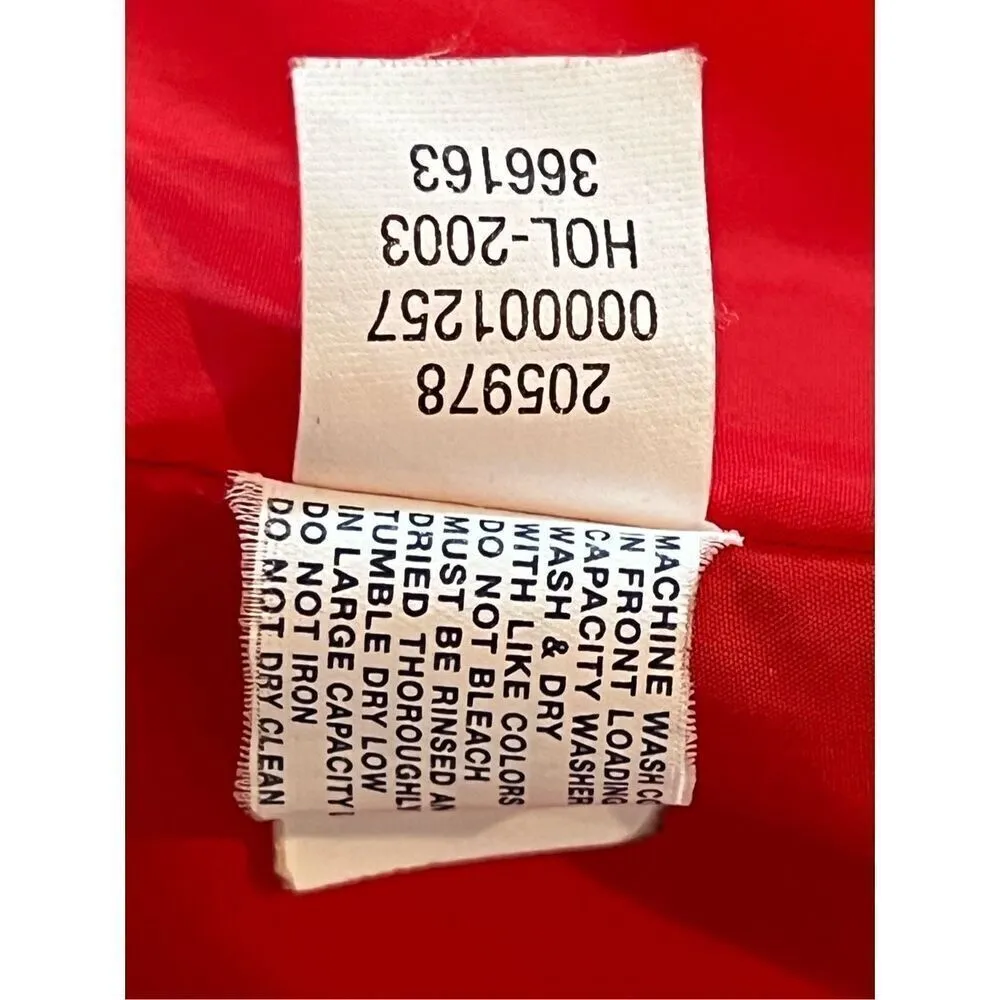 205978
000001257
HOL-2003
366163
MACHINE WASH
IN FRONT LOADING
CAPACITY WASHER
WASH & DRY
WITH LIKE COLORS
DO NOT BLEACH
MUST BE RINSED
DRIED THOROUGHLY
TUMBLE DRY LOW
IN LARGE CAPACITY
DO NOT IRON
DO NOT DRY CLEAN